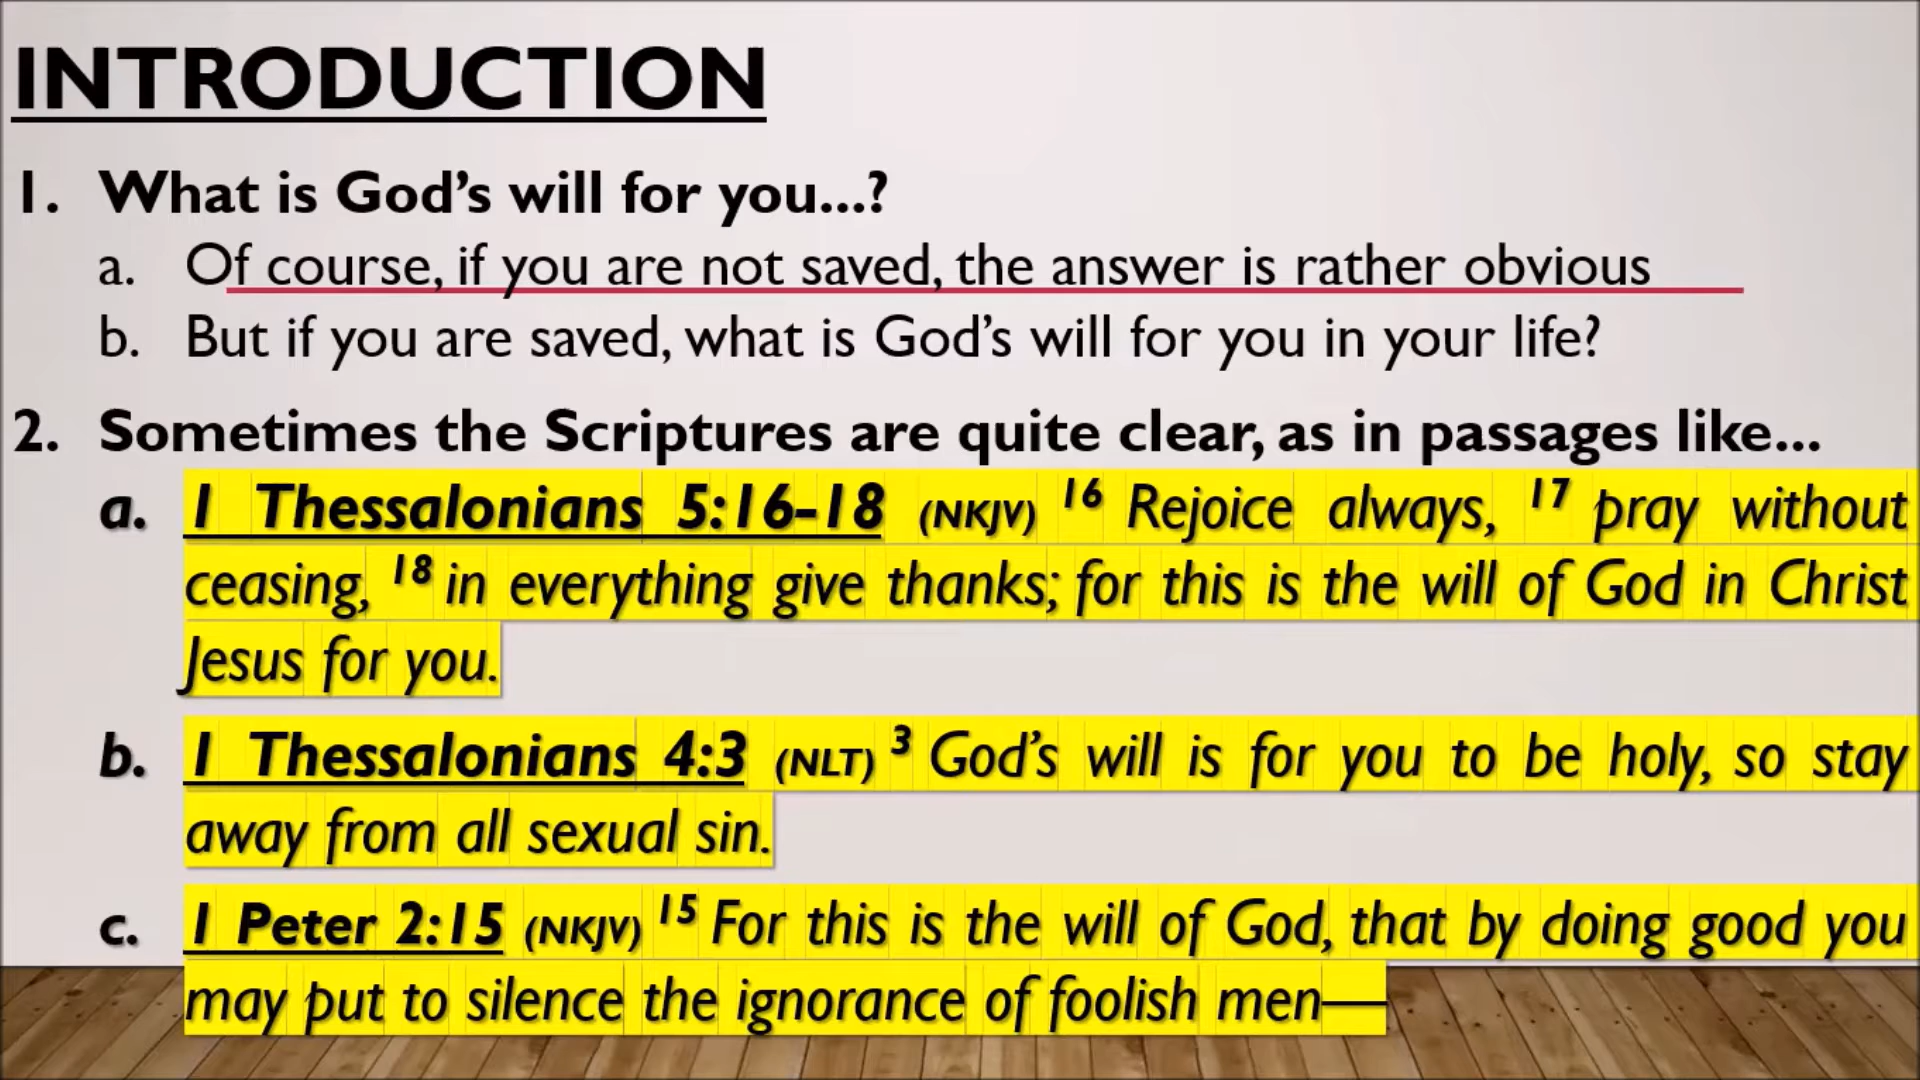 INTRODUCTION
1. What is God’s will for you...?
a. Of course, if you are not saved, the answer is rather obvious
b. But if you are saved, what is God’s will for you in your life?
2. Sometimes the Scriptures are quite clear, as in passages like...
a. 1 Thessalonians 5:16-18 (NKJV) 16 Rejoice always, 17 pray without
ceasing, 18 in everything give thanks; for this is the will of God in Christ
Jesus for you.
b. 1 Thessalonians 4:3 (NLT) 3 God’s will is for you to be holy, so stay
away from all sexual sin.
c. 1 Peter 2:15 (NKJV) 15 For this is the will of God, that by doing good you
may put to silence the ignorance of foolish men—